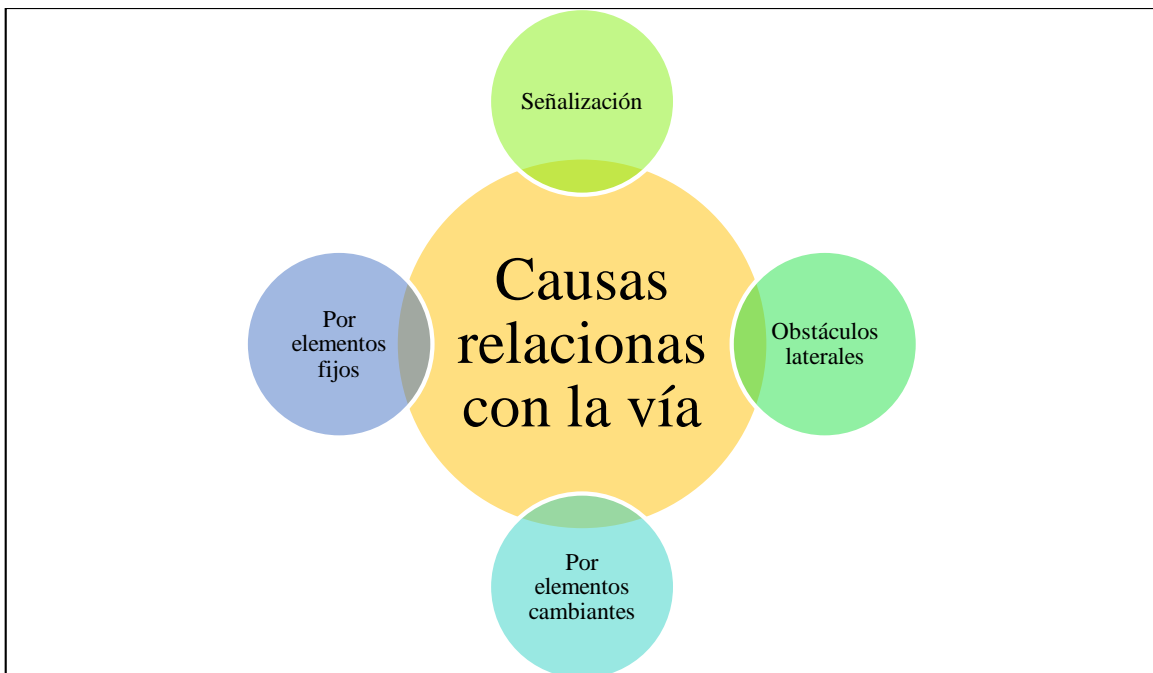 Señalización
Causas
relacionas
con la vía
Por
elementos
fijos
Obstáculos
laterales
Por
elementos
cambiantes